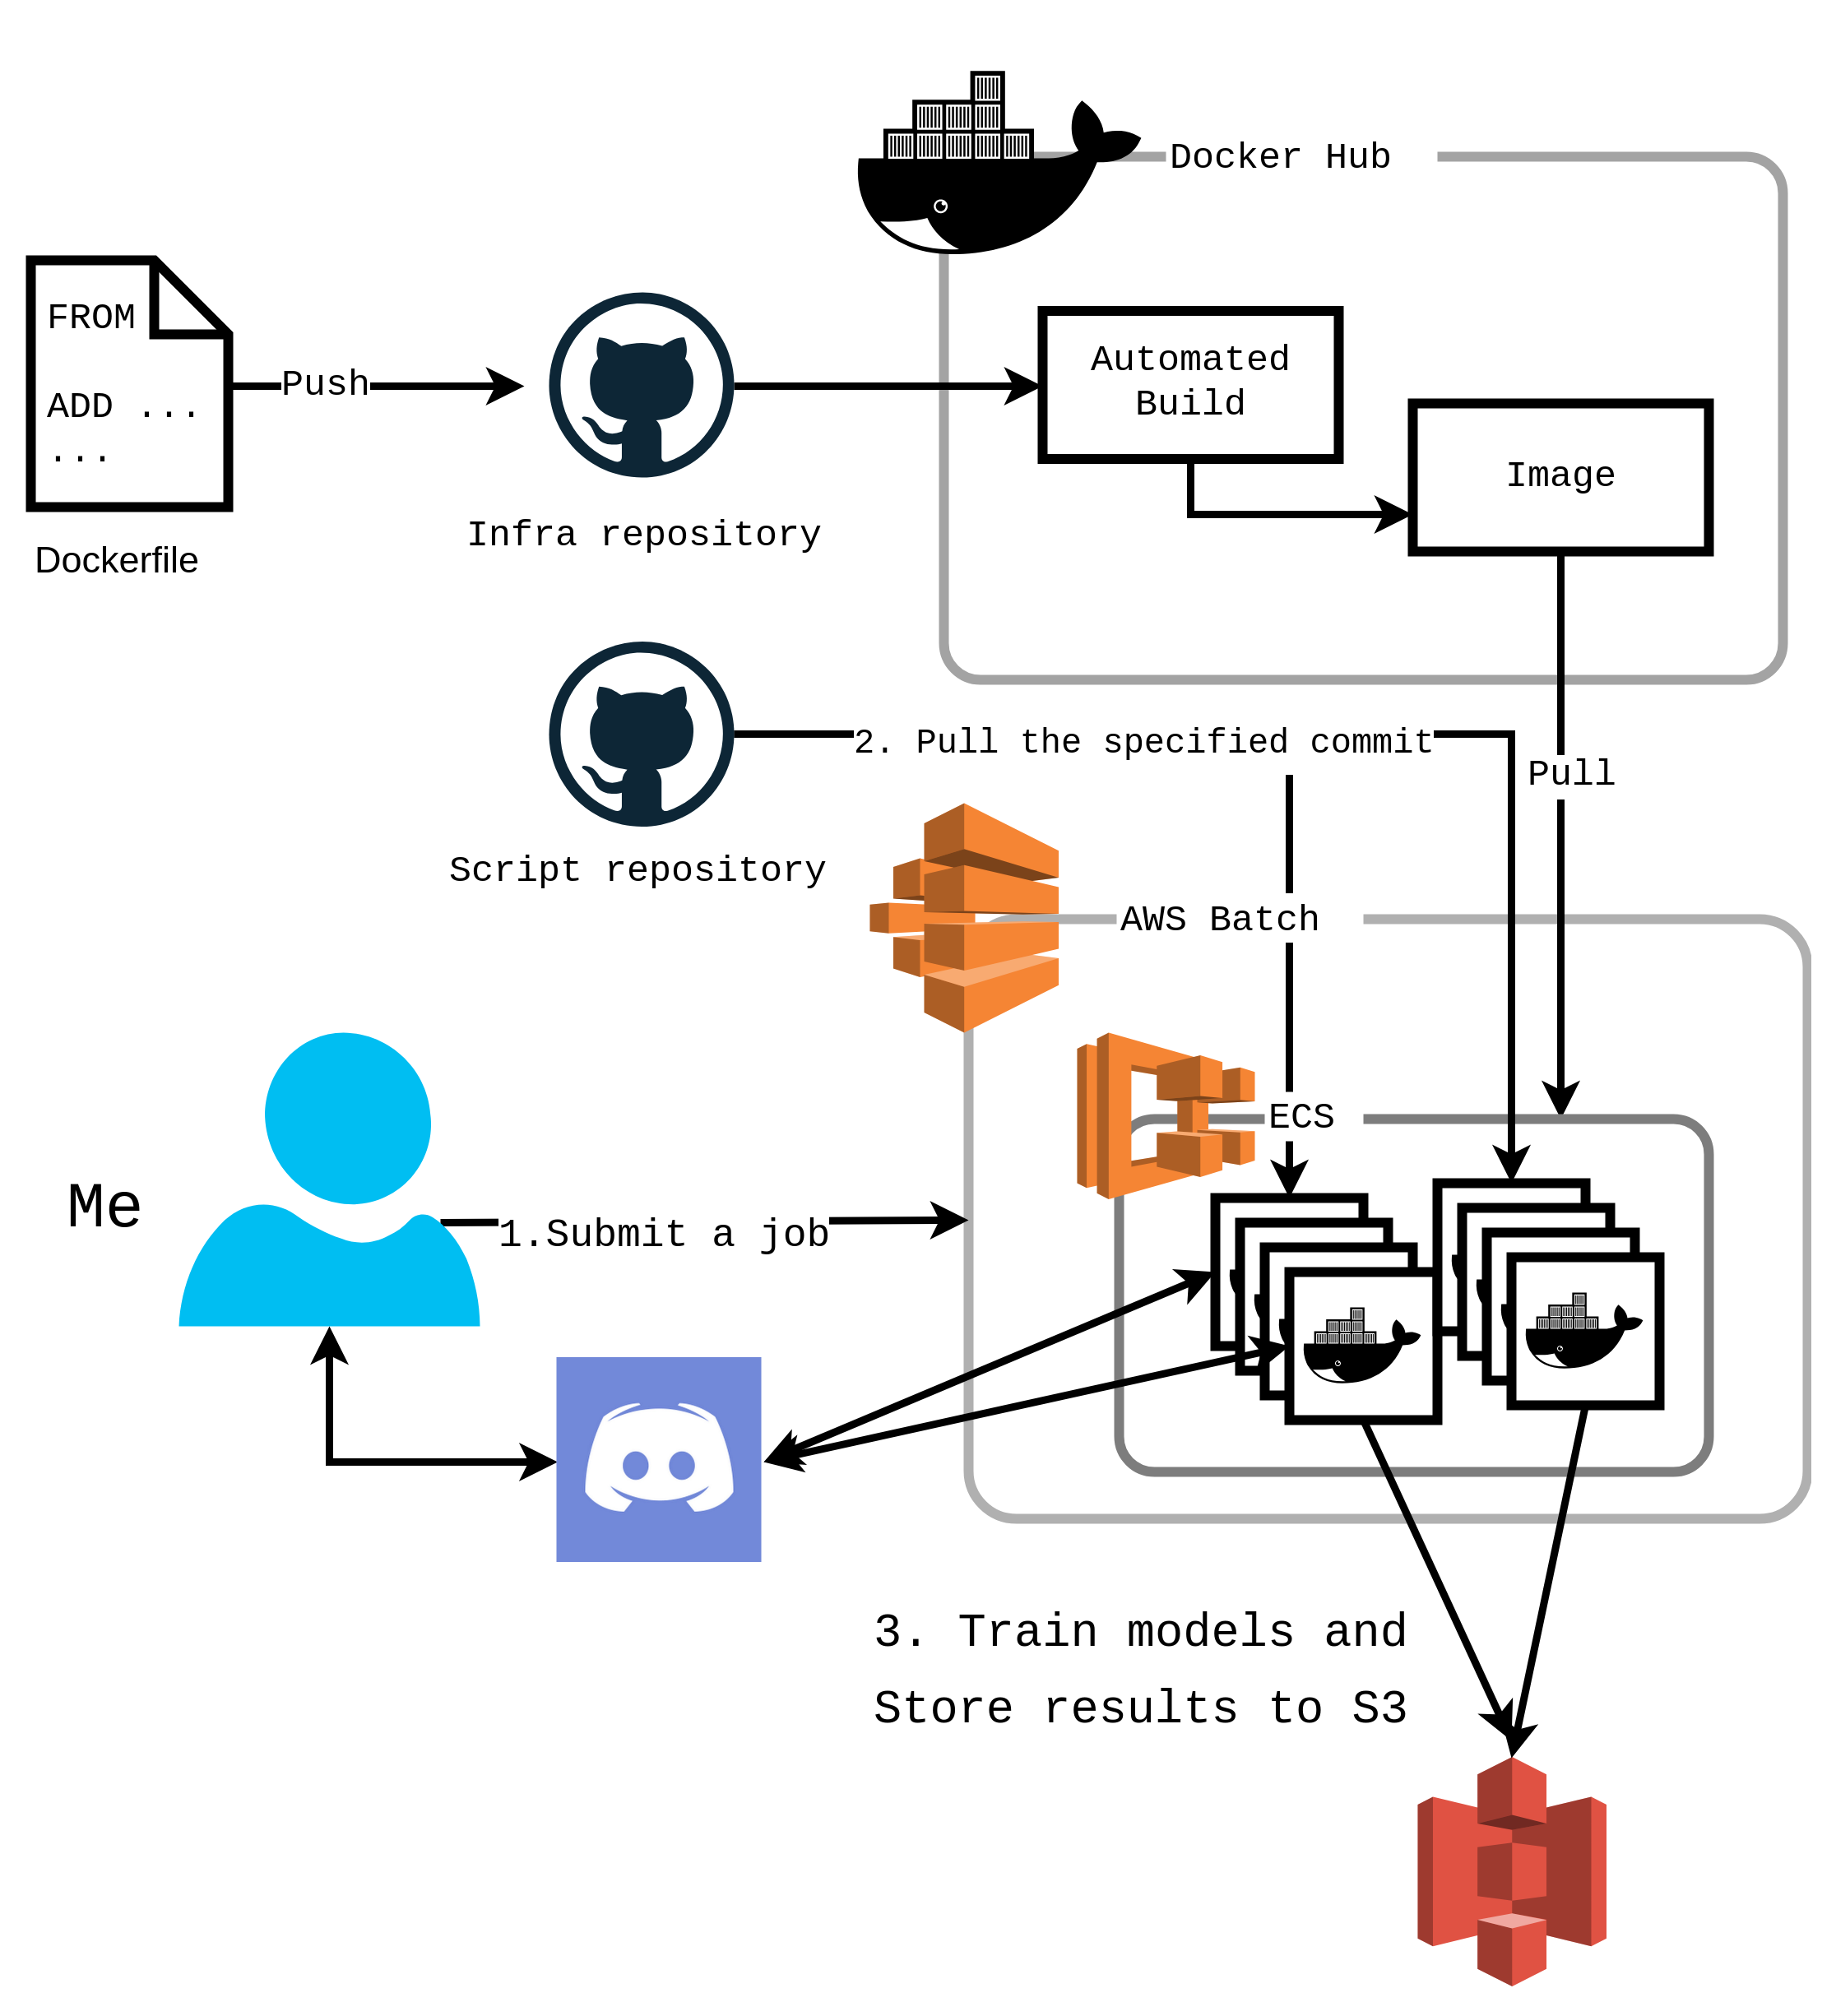 Docker Hub
FROM
ADD ...
...
Dockerfile
Push
Infra repository
Automated
Build
Image
2. Pull the specified commit
Pull
Script repository
AWS Batch
ECS
Me
1.Submit a job
3. Train models and
Store results to S3